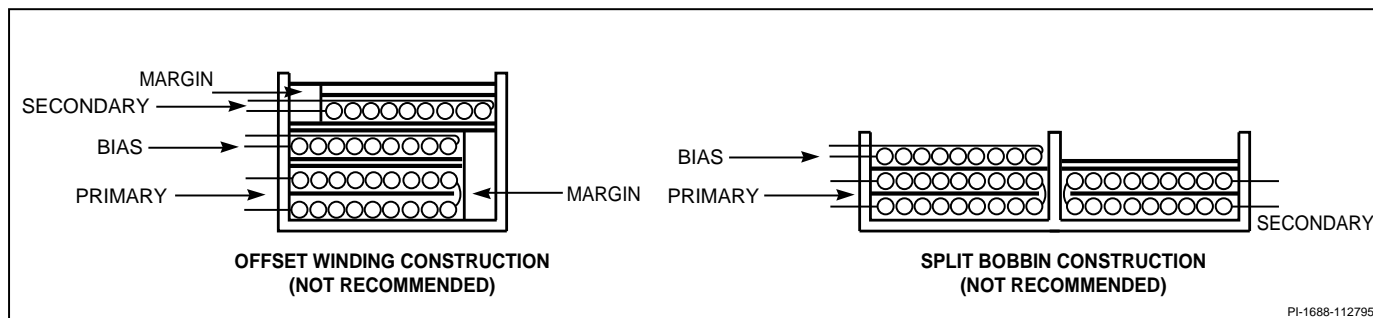 MARGIN
SECONDARY
BIAS
PRIMARY
MARGIN
OFFSET WINDING CONSTRUCTION
(NOT RECOMMENDED)
BIAS
PRIMARY
SECONDARY
SPLIT BOBBIN CONSTRUCTION
(NOT RECOMMENDED)
PI-1688-112795